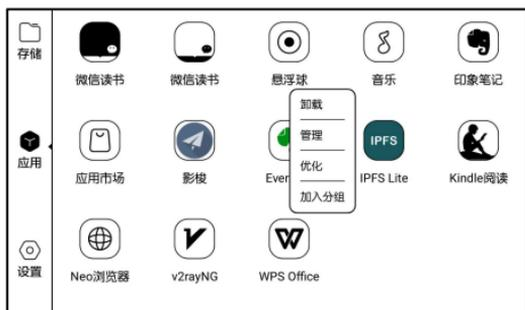 存储
微信读书
微信读书
悬浮球
音乐
印象笔记
卸载
管理
优化
加入分组
应用
应用市场
影梭
Ever
IPFS
IPFS Lite
Kindle阅读
设置
Neo浏览器
v2rayNG
WPS Office